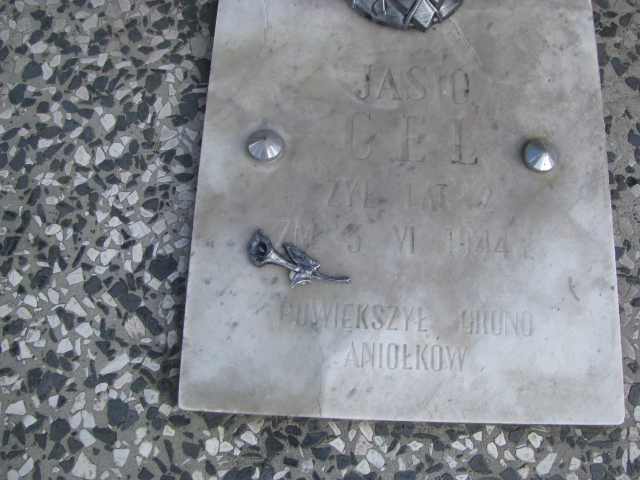 JASIO
GEL
ŻYŁ LAT 2
ZM. 3 VI 1944 R.
POWIĘKSZYŁ GRONO
ANIOŁKÓW